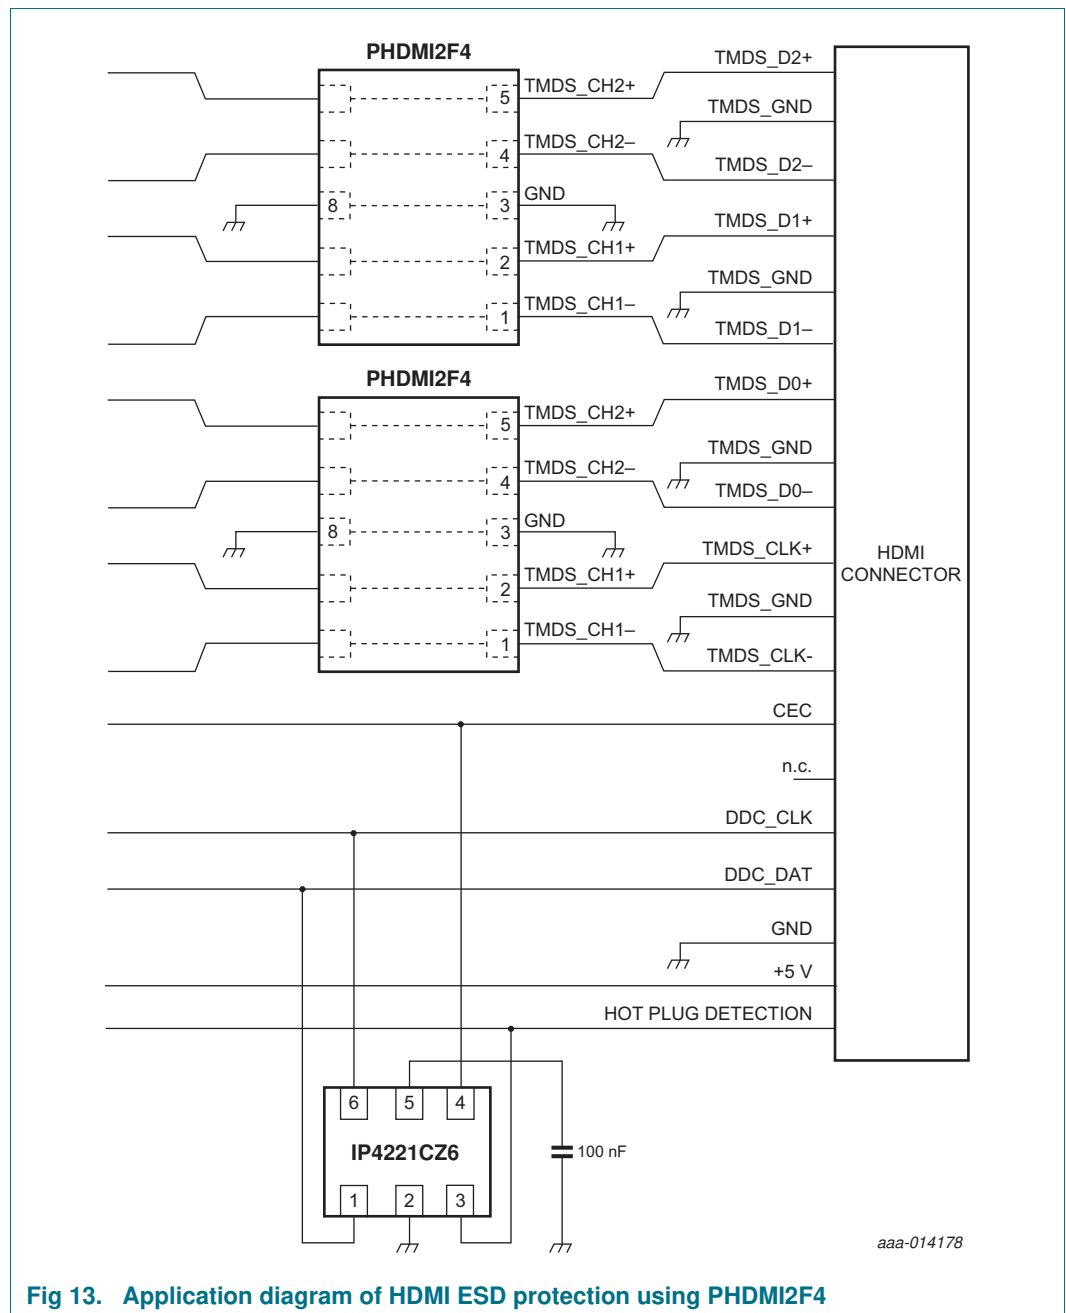 PHDMI2F4
TMDS_D2+
5 TMDS_CH2+
TMDS_GND
4 TMDS_CH2–
TMDS_D2–
8 3 GND
TMDS_D1+
2 TMDS_CH1+
TMDS_GND
1 TMDS_CH1–
TMDS_D1–
PHDMI2F4
TMDS_D0+
5 TMDS_CH2+
TMDS_GND
4 TMDS_CH2–
TMDS_D0–
8 3 GND
TMDS_CLK+
HDMI
CONNECTOR
2 TMDS_CH1+
TMDS_GND
1 TMDS_CH1–
TMDS_CLK-
CEC
n.c.
DDC_CLK
DDC_DAT
GND
+5 V
HOT PLUG DETECTION
6 5 4
IP4221CZ6
100 nF
1 2 3
aaa-014178
Fig 13. Application diagram of HDMI ESD protection using PHDMI2F4